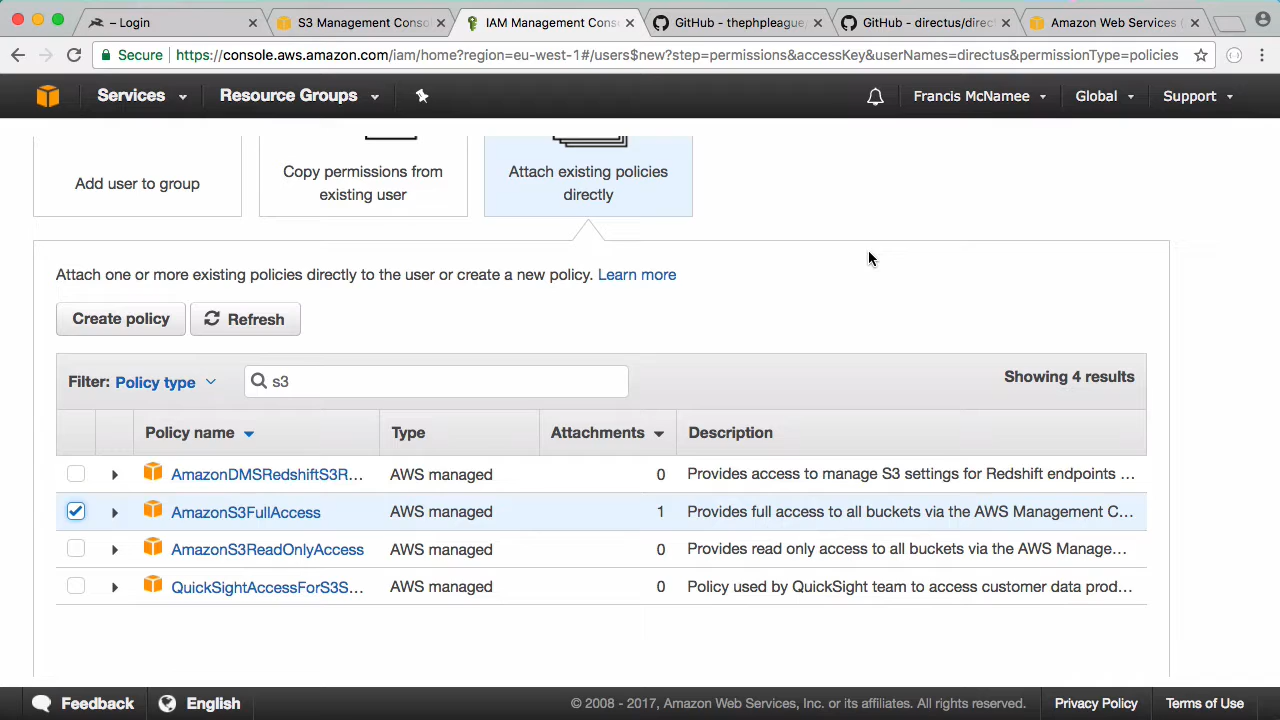 – Login
S3 Management Conso
IAM Management Cons
GitHub - thephpleague/
GitHub - directus/direct
Amazon Web Services (
Secure
https://console.aws.amazon.com/iam/home?region=eu-west-1#/users$new?step=permissions&accessKey&userNames=directus&permissionType=policies
Services
Resource Groups
Francis McNamee
Global
Support
Add user to group
Copy permissions from
existing user
Attach existing policies
directly
Attach one or more existing policies directly to the user or create a new policy. Learn more
Create policy
Refresh
Filter: Policy type
s3
Showing 4 results
Policy name
Type
Attachments
Description
AmazonDMSRedshiftS3R... AWS managed 0 Provides access to manage S3 settings for Redshift endpoints ...
AmazonS3FullAccess AWS managed 1 Provides full access to all buckets via the AWS Management C...
AmazonS3ReadOnlyAccess AWS managed 0 Provides read only access to all buckets via the AWS Manage...
QuickSightAccessForS3S... AWS managed 0 Policy used by QuickSight team to access customer data prod...
Feedback
English
© 2008 - 2017, Amazon Web Services, Inc. or its affiliates. All rights reserved.
Privacy Policy
Terms of Use